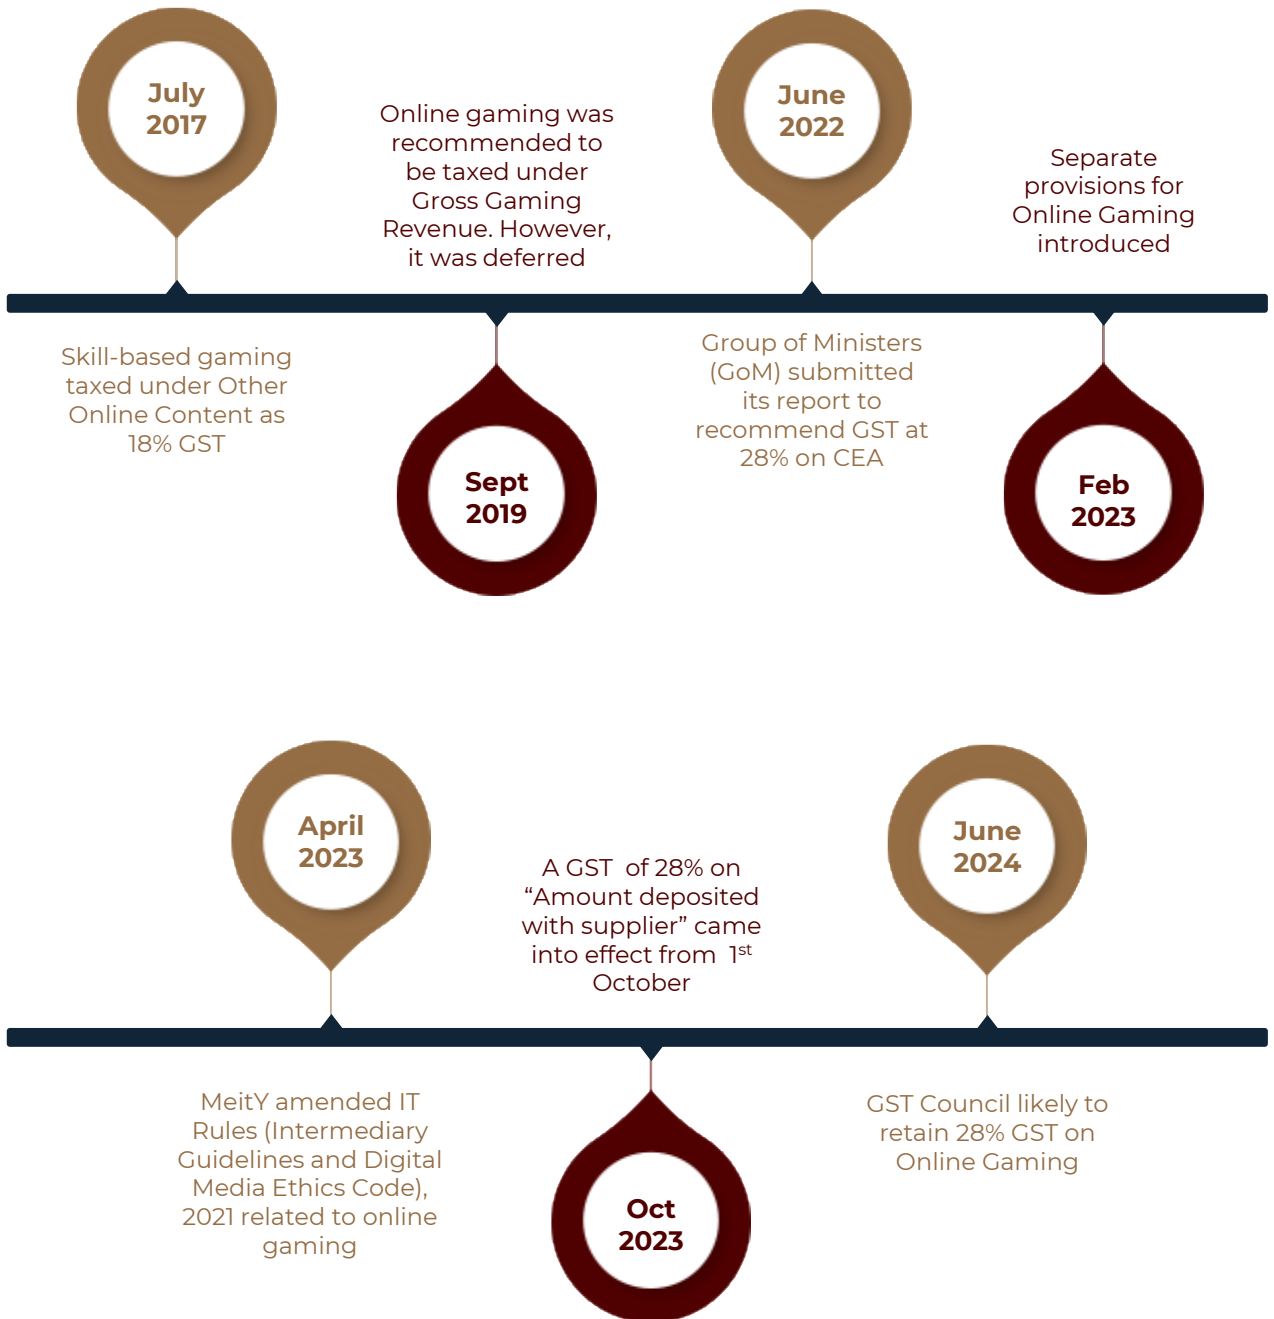 July
2017
Skill-based gaming
taxed under Other
Online Content as
18% GST
Online gaming was
recommended to
be taxed under
Gross Gaming
Revenue. However,
it was deferred
Sept
2019
June
2022
Group of Ministers
(GoM) submitted
its report to
recommend GST at
28% on CEA
Separate
provisions for
Online Gaming
introduced
Feb
2023
April
2023
MeitY amended IT
Rules (Intermediary
Guidelines and Digital
Media Ethics Code),
2021 related to online
gaming
A GST of 28% on
“Amount deposited
with supplier” came
into effect from 1st
October
Oct
2023
June
2024
GST Council likely to
retain 28% GST on
Online Gaming